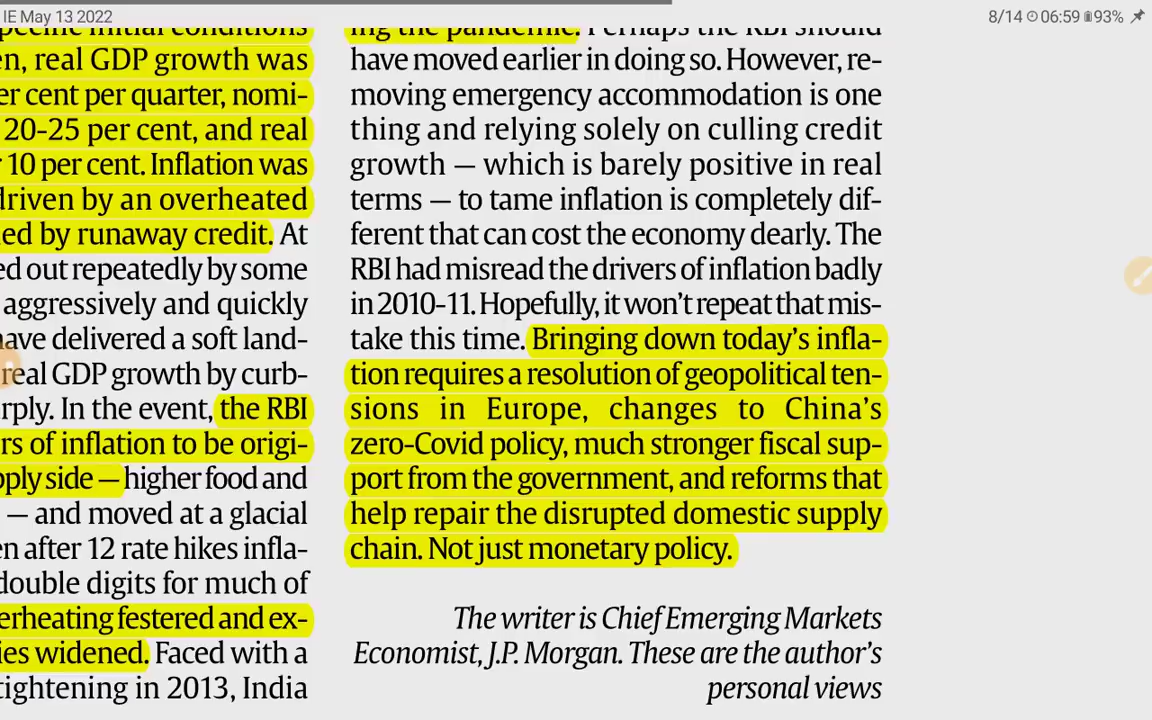 IE May 13 2022
8/14 06:59 93%
pecific initial conditions
en, real GDP growth was
er cent per quarter, nomi-
20-25 per cent, and real
10 per cent. Inflation was
driven by an overheated
ed by runaway credit. At
ed out repeatedly by some
aggressively and quickly
have delivered a soft land-
real GDP growth by curb-
rply. In the event, the RBI
rs of inflation to be origi-
pply side — higher food and
— and moved at a glacial
en after 12 rate hikes infla-
double digits for much of
erheating festered and ex-
ies widened. Faced with a
tightening in 2013, India
ing the pandemic. Perhaps the RBI should
have moved earlier in doing so. However, re-
moving emergency accommodation is one
thing and relying solely on culling credit
growth — which is barely positive in real
terms — to tame inflation is completely dif-
ferent that can cost the economy dearly. The
RBI had misread the drivers of inflation badly
in 2010-11. Hopefully, it won't repeat that mis-
take this time. Bringing down today's infla-
tion requires a resolution of geopolitical ten-
sions in Europe, changes to China's
zero-Covid policy, much stronger fiscal sup-
port from the government, and reforms that
help repair the disrupted domestic supply
chain. Not just monetary policy.
The writer is Chief Emerging Markets
Economist, J.P. Morgan. These are the author's
personal views